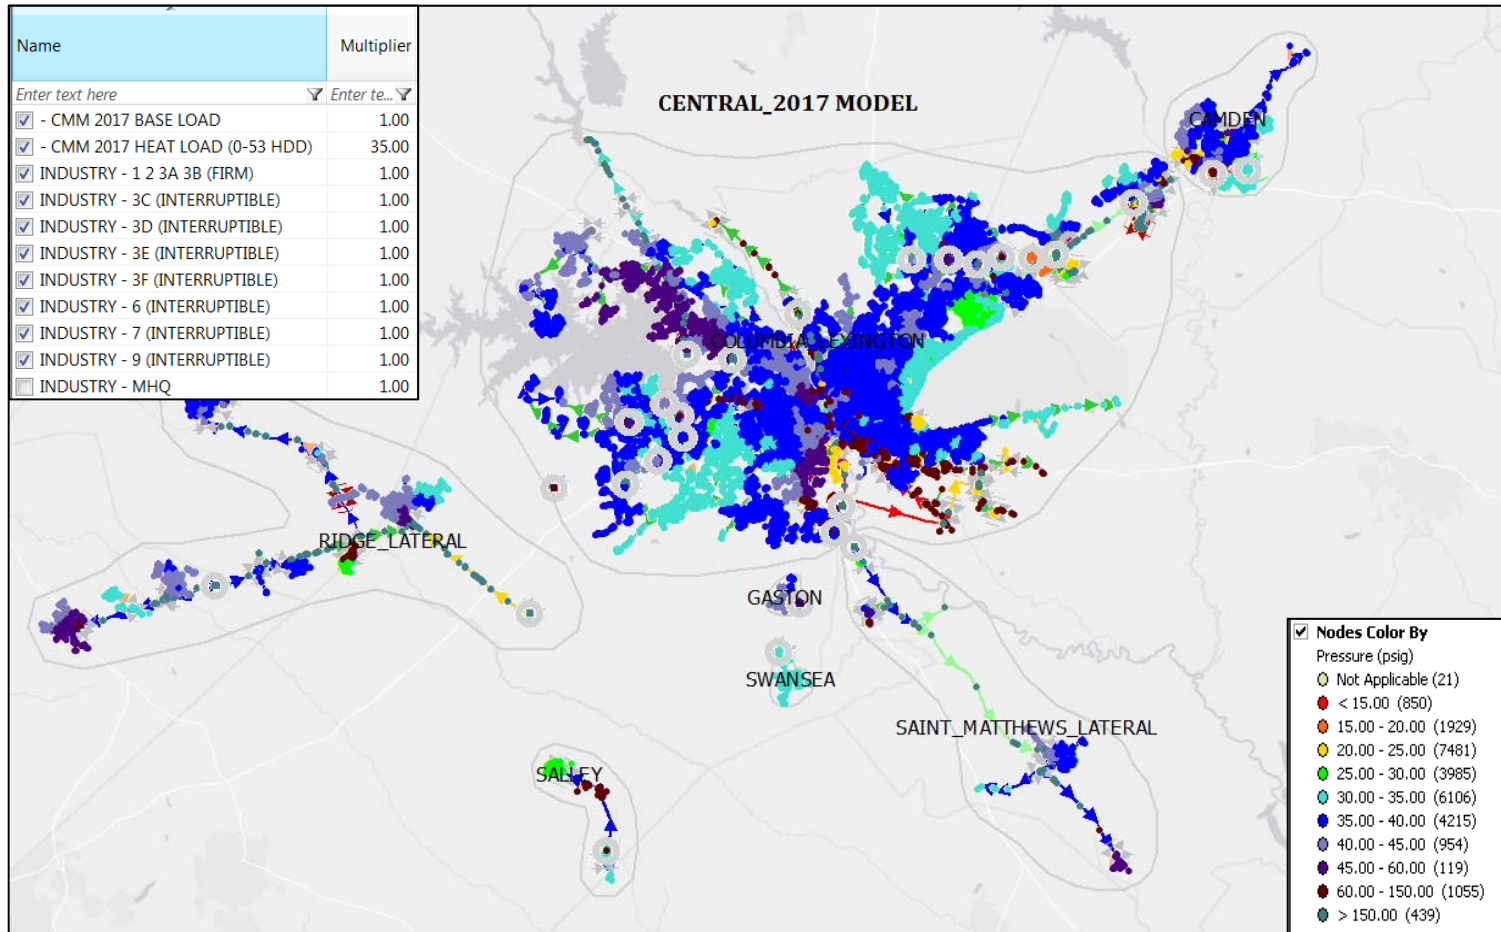 Name Multiplier
Enter text here Enter te...
- CMM 2017 BASE LOAD 1.00
- CMM 2017 HEAT LOAD (0-53 HDD) 35.00
INDUSTRY - 1 2 3A 3B (FIRM) 1.00
INDUSTRY - 3C (INTERRUPTIBLE) 1.00
INDUSTRY - 3D (INTERRUPTIBLE) 1.00
INDUSTRY - 3E (INTERRUPTIBLE) 1.00
INDUSTRY - 3F (INTERRUPTIBLE) 1.00
INDUSTRY - 6 (INTERRUPTIBLE) 1.00
INDUSTRY - 7 (INTERRUPTIBLE) 1.00
INDUSTRY - 9 (INTERRUPTIBLE) 1.00
INDUSTRY - MHQ 1.00
CENTRAL_2017 MODEL
CAMDEN
COLUMBIA_LEXINGTON
RIDGE_LATERAL
GASTON
SWANSEA
SAINT_MATTHEWS_LATERAL
SALLEY
Nodes Color By
Pressure (psig)
Not Applicable (21)
< 15.00 (850)
15.00 - 20.00 (1929)
20.00 - 25.00 (7481)
25.00 - 30.00 (3985)
30.00 - 35.00 (6106)
35.00 - 40.00 (4215)
40.00 - 45.00 (954)
45.00 - 60.00 (119)
60.00 - 150.00 (1055)
> 150.00 (439)